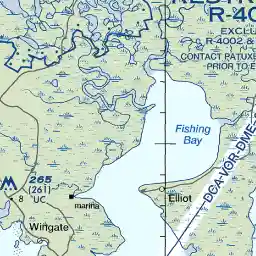 R-40
EXCLU
R-4002 &
CONTACT PATUXE
PRIOR TO E
Fishing
Bay
DCA-VOR-DME
265
(261)
8
UC
marina
Elliot
Wingate